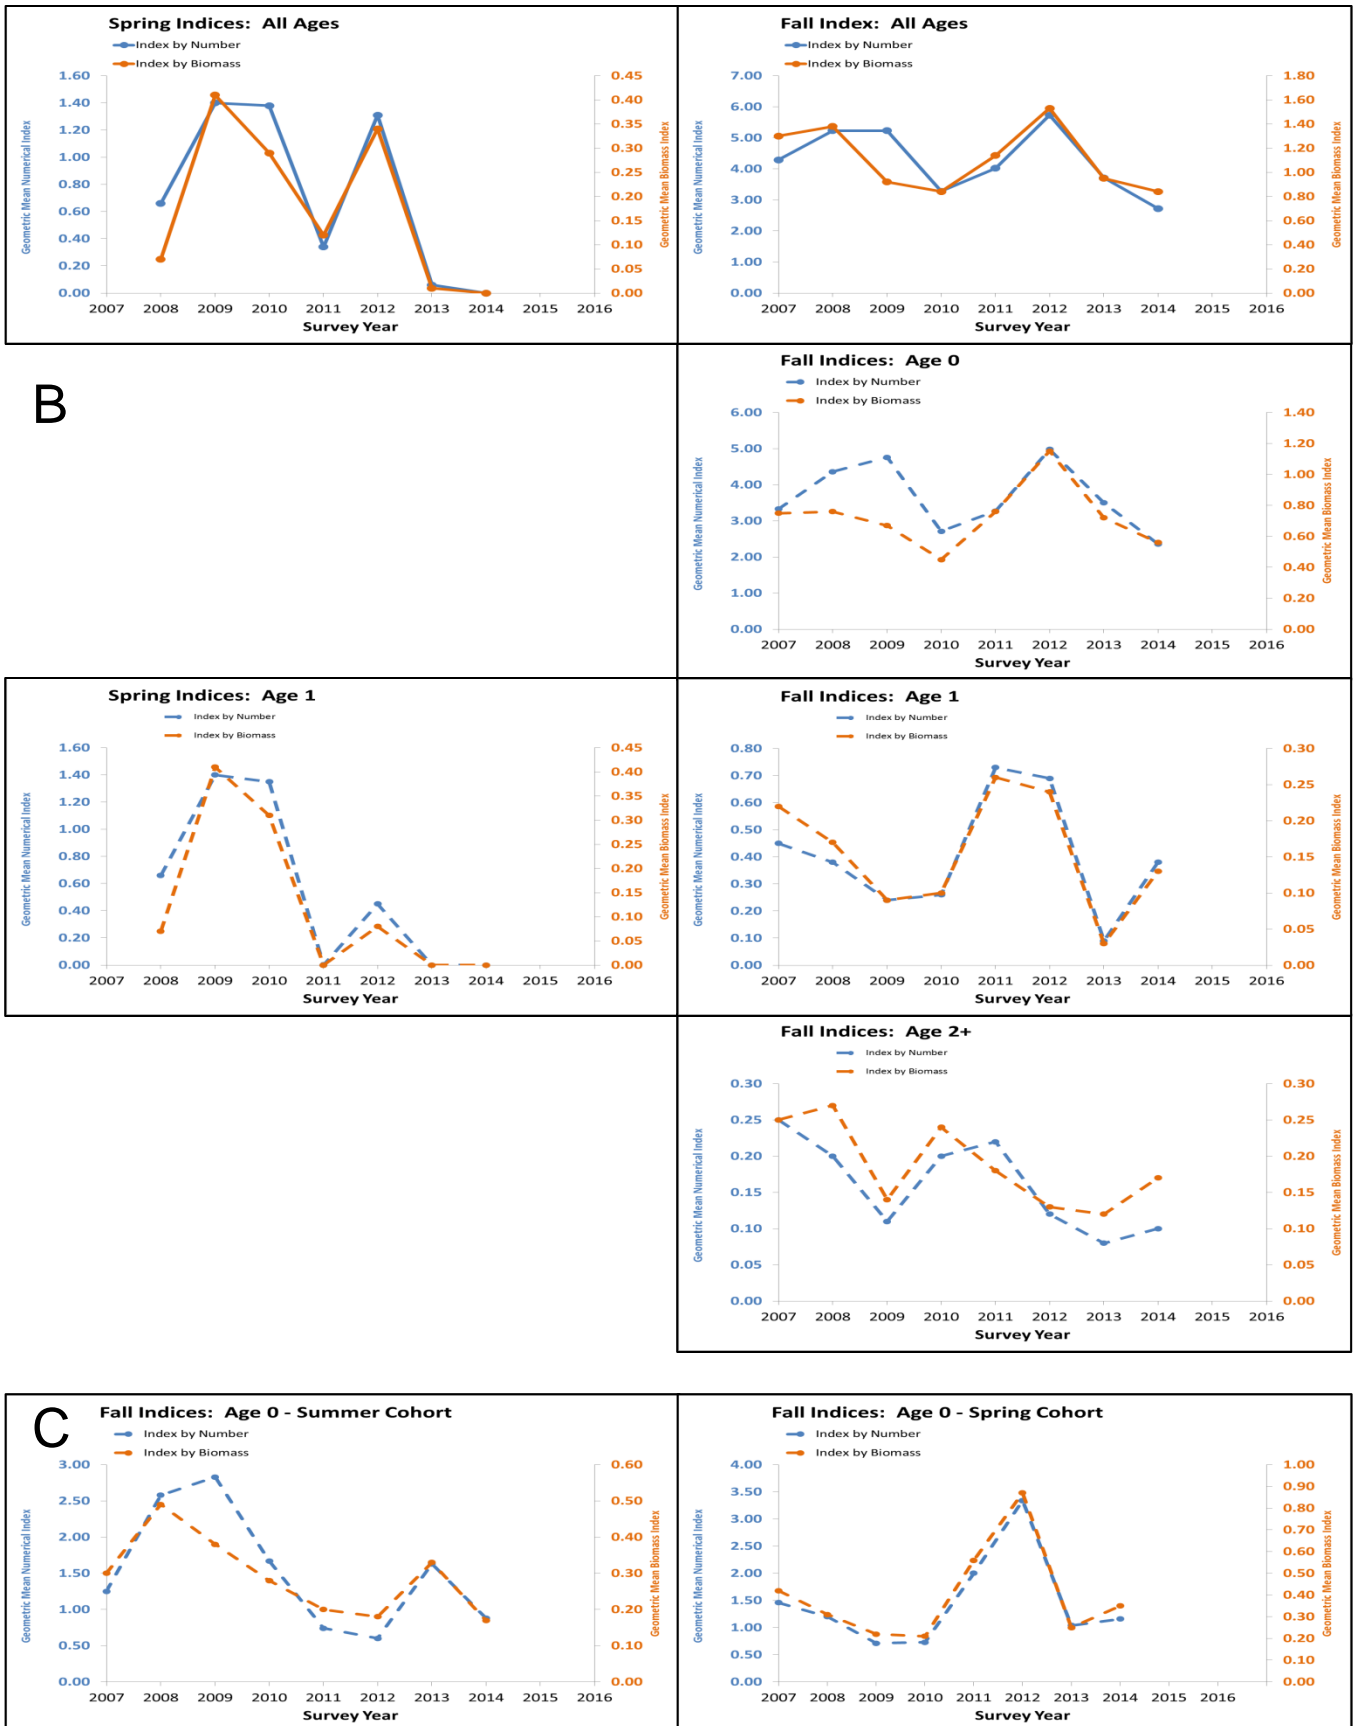 Spring Indices: All Ages
Index by Number
Index by Biomass
Geometric Mean Numerical Index
1.60
1.40
1.20
1.00
0.80
0.60
0.40
0.20
0.00
0.45
0.40
0.35
0.30
0.25
0.20
0.15
0.10
0.05
0.00
Geometric Mean Biomass Index
2007 2008 2009 2010 2011 2012 2013 2014 2015 2016
Survey Year
Fall Index: All Ages
Index by Number
Index by Biomass
Geometric Mean Numerical Index
7.00
6.00
5.00
4.00
3.00
2.00
1.00
0.00
1.80
1.60
1.40
1.20
1.00
0.80
0.60
0.40
0.20
0.00
Geometric Mean Biomass Index
2007 2008 2009 2010 2011 2012 2013 2014 2015 2016
Survey Year
B
Fall Indices: Age 0
Index by Number
Index by Biomass
Geometric Mean Numerical Index
6.00
5.00
4.00
3.00
2.00
1.00
0.00
1.40
1.20
1.00
0.80
0.60
0.40
0.20
0.00
Geometric Mean Biomass Index
2007 2008 2009 2010 2011 2012 2013 2014 2015 2016
Survey Year
Spring Indices: Age 1
Index by Number
Index by Biomass
Geometric Mean Numerical Index
1.60
1.40
1.20
1.00
0.80
0.60
0.40
0.20
0.00
0.45
0.40
0.35
0.30
0.25
0.20
0.15
0.10
0.05
0.00
Geometric Mean Biomass Index
2007 2008 2009 2010 2011 2012 2013 2014 2015 2016
Survey Year
Fall Indices: Age 1
Index by Number
Index by Biomass
Geometric Mean Numerical Index
0.80
0.70
0.60
0.50
0.40
0.30
0.20
0.10
0.00
0.30
0.25
0.20
0.15
0.10
0.05
0.00
Geometric Mean Biomass Index
2007 2008 2009 2010 2011 2012 2013 2014 2015 2016
Survey Year
Fall Indices: Age 2+
Index by Number
Index by Biomass
Geometric Mean Numerical Index
0.30
0.25
0.20
0.15
0.10
0.05
0.00
0.30
0.25
0.20
0.15
0.10
0.05
0.00
Geometric Mean Biomass Index
2007 2008 2009 2010 2011 2012 2013 2014 2015 2016
Survey Year
C
Fall Indices: Age 0 - Summer Cohort
Index by Number
Index by Biomass
Geometric Mean Numerical Index
3.00
2.50
2.00
1.50
1.00
0.50
0.00
0.60
0.50
0.40
0.30
0.20
0.10
0.00
Geometric Mean Biomass Index
2007 2008 2009 2010 2011 2012 2013 2014 2015 2016
Survey Year
Fall Indices: Age 0 - Spring Cohort
Index by Number
Index by Biomass
Geometric Mean Numerical Index
4.00
3.50
3.00
2.50
2.00
1.50
1.00
0.50
0.00
1.00
0.90
0.80
0.70
0.60
0.50
0.40
0.30
0.20
0.10
0.00
Geometric Mean Biomass Index
2007 2008 2009 2010 2011 2012 2013 2014 2015 2016
Survey Year